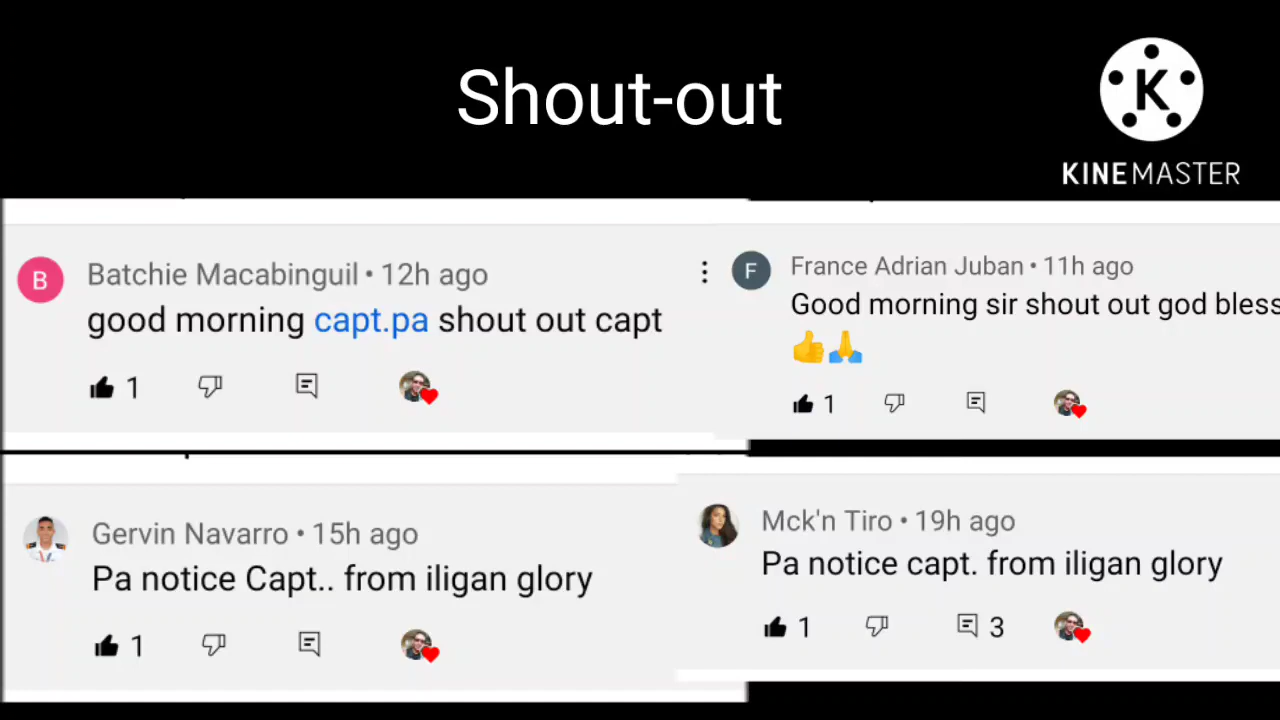 Shout-out
K
KINEMASTER
B
Batchie Macabinguil • 12h ago
good morning capt.pa shout out capt
1
F
France Adrian Juban • 11h ago
Good morning sir shout out god bless
👍🙏
1
Gervin Navarro • 15h ago
Pa notice Capt.. from iligan glory
1
Mck'n Tiro • 19h ago
Pa notice capt. from iligan glory
1 3